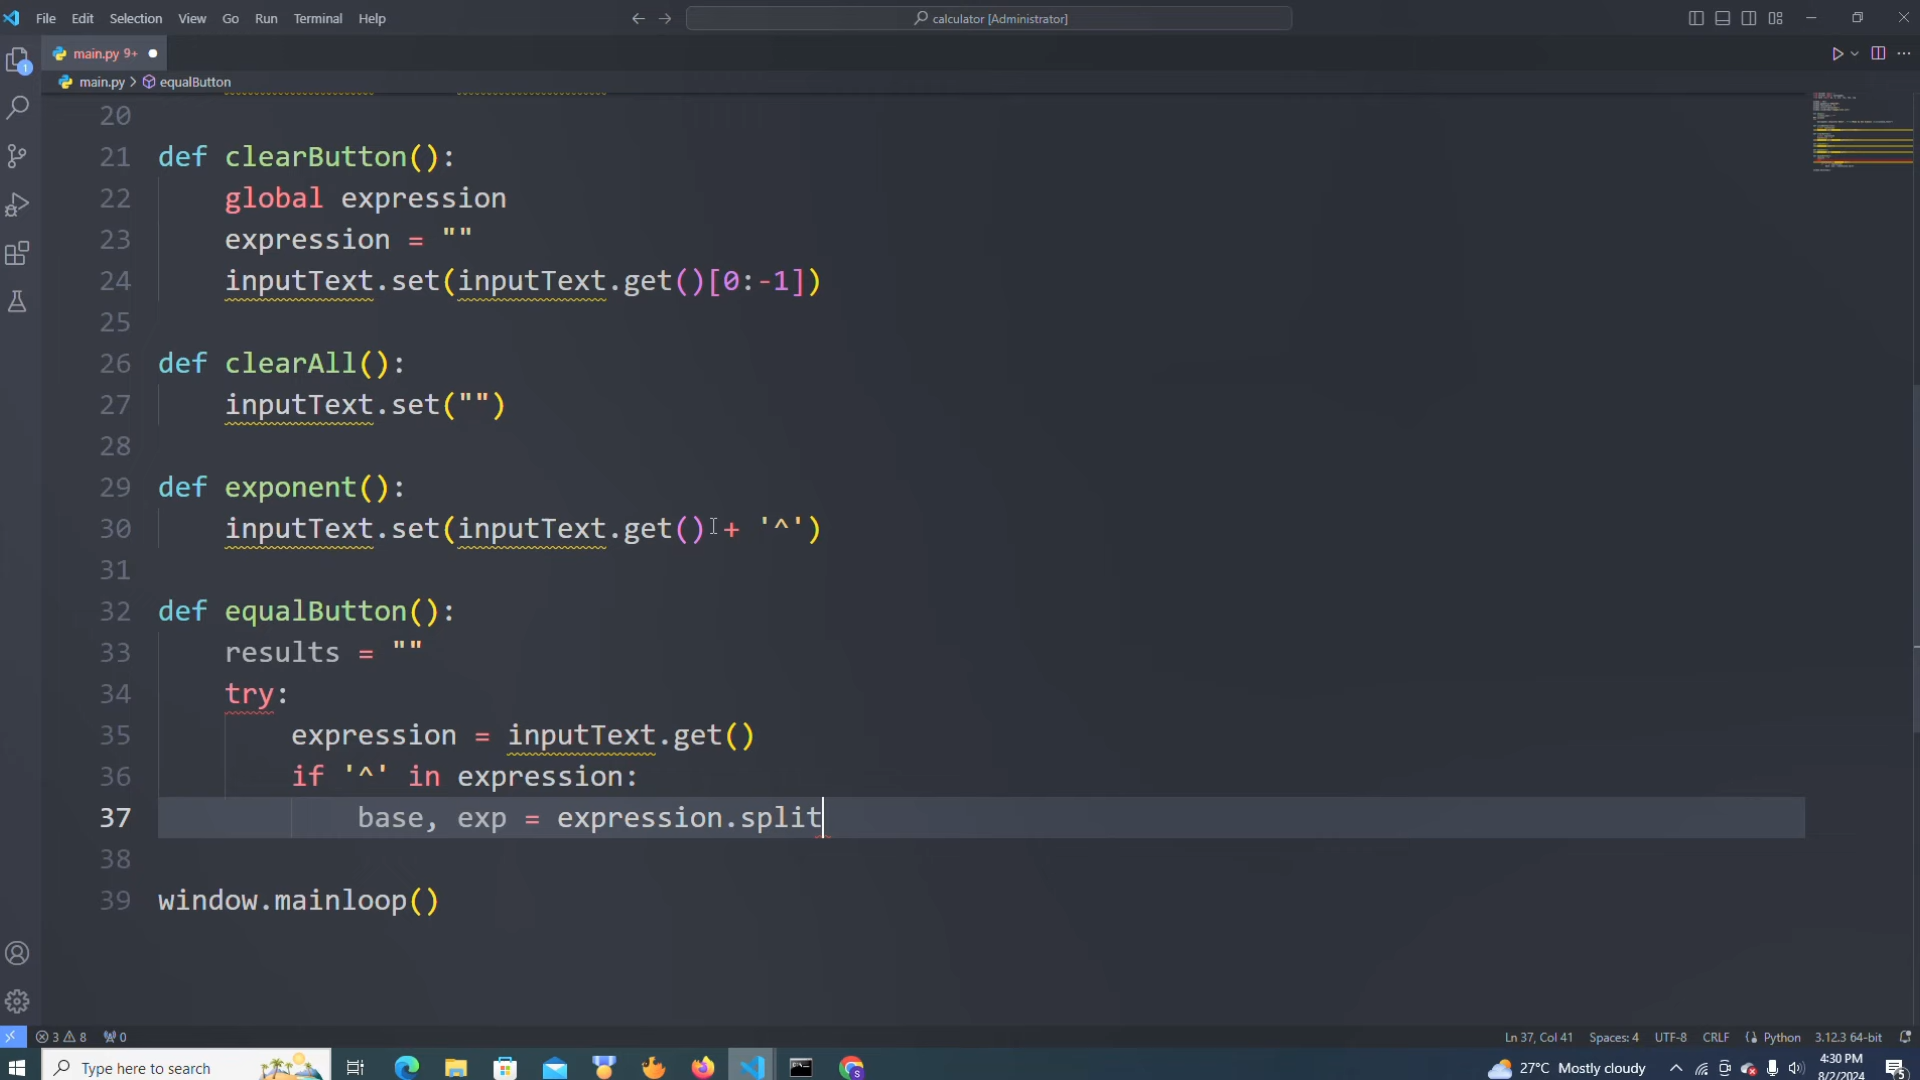 File Edit Selection View Go Run Terminal Help
calculator [Administrator]
main.py 9+
main.py > equalButton
20
21 def clearButton():
22 global expression
23 expression = ""
24 inputText.set(inputText.get()[0:-1])
25
26 def clearAll():
27 inputText.set("")
28
29 def exponent():
30 inputText.set(inputText.get() + '^')
31
32 def equalButton():
33 results = ""
34 try:
35 expression = inputText.get()
36 if '^' in expression:
37 base, exp = expression.split
38
39 window.mainloop()
1
3 8 0
Ln 37, Col 41 Spaces: 4 UTF-8 CRLF Python 3.12.3 64-bit
Type here to search
27°C Mostly cloudy
4:30 PM
8/2/2024
5